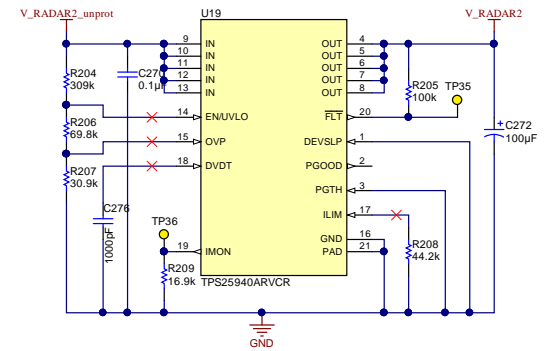 V_RADAR2_unprot
U19
V_RADAR2
9 IN OUT 4
10 IN OUT 5
11 IN OUT 6
12 IN OUT 7
13 IN OUT 8
R204
309k
C270
0.1µF
R205
100k
TP35
14 EN/UVLO FLT 20
R206
69.8k
15 OVP DEVSLP 1
C272
100µF
+
18 DVDT PGOOD 2
R207
30.9k
PGTH 3
C276
1000pF
TP36
ILIM 17
GND 16
19 IMON PAD 21
R208
44.2k
R209
16.9k
TPS25940ARVCR
GND